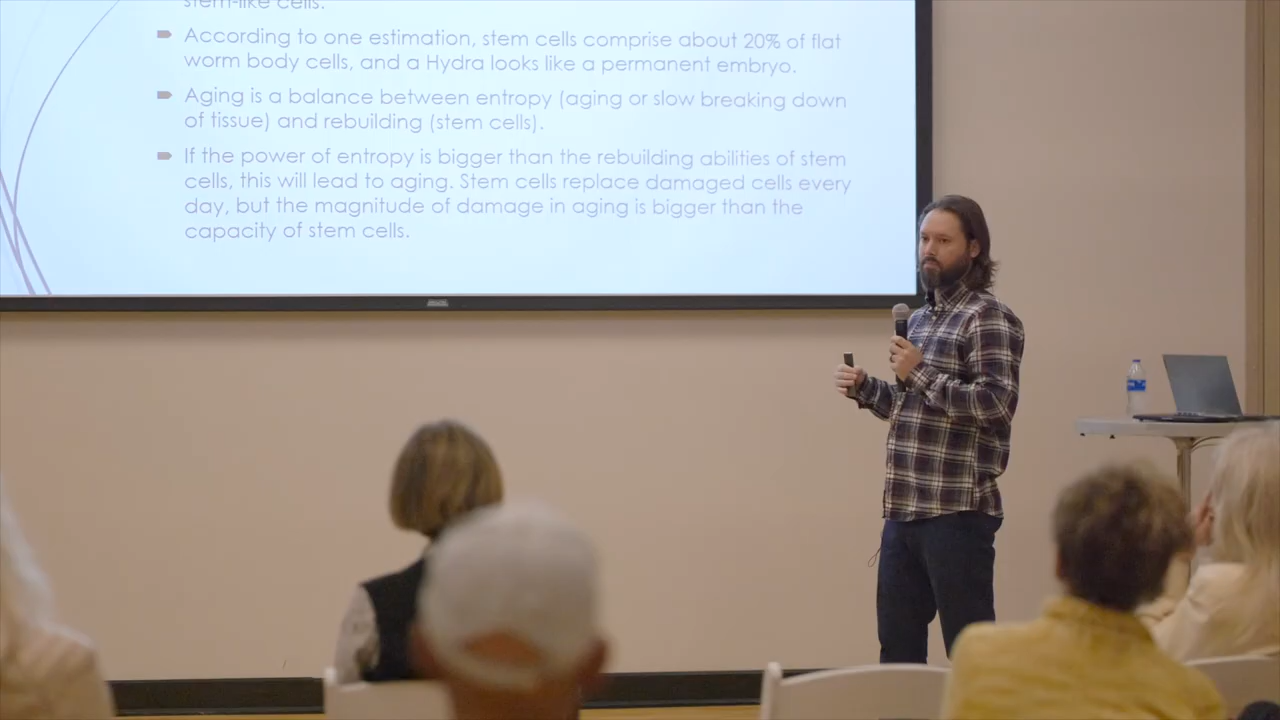 stem-like cells.
According to one estimation, stem cells comprise about 20% of flat
worm body cells, and a Hydra looks like a permanent embryo.
Aging is a balance between entropy (aging or slow breaking down
of tissue) and rebuilding (stem cells).
If the power of entropy is bigger than the rebuilding abilities of stem
cells, this will lead to aging. Stem cells replace damaged cells every
day, but the magnitude of damage in aging is bigger than the
capacity of stem cells.